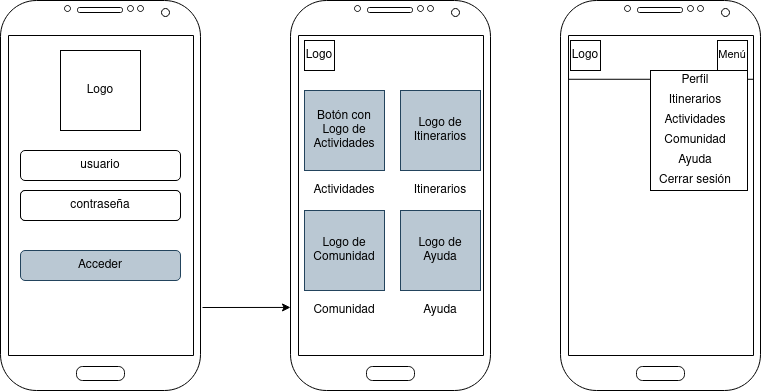 Logo
usuario
contraseña
Acceder
Logo
Botón con
Logo de
Actividades
Logo de
Itinerarios
Actividades
Itinerarios
Logo de
Comunidad
Logo de
Ayuda
Comunidad
Ayuda
Logo
Menú
Perfil
Itinerarios
Actividades
Comunidad
Ayuda
Cerrar sesión